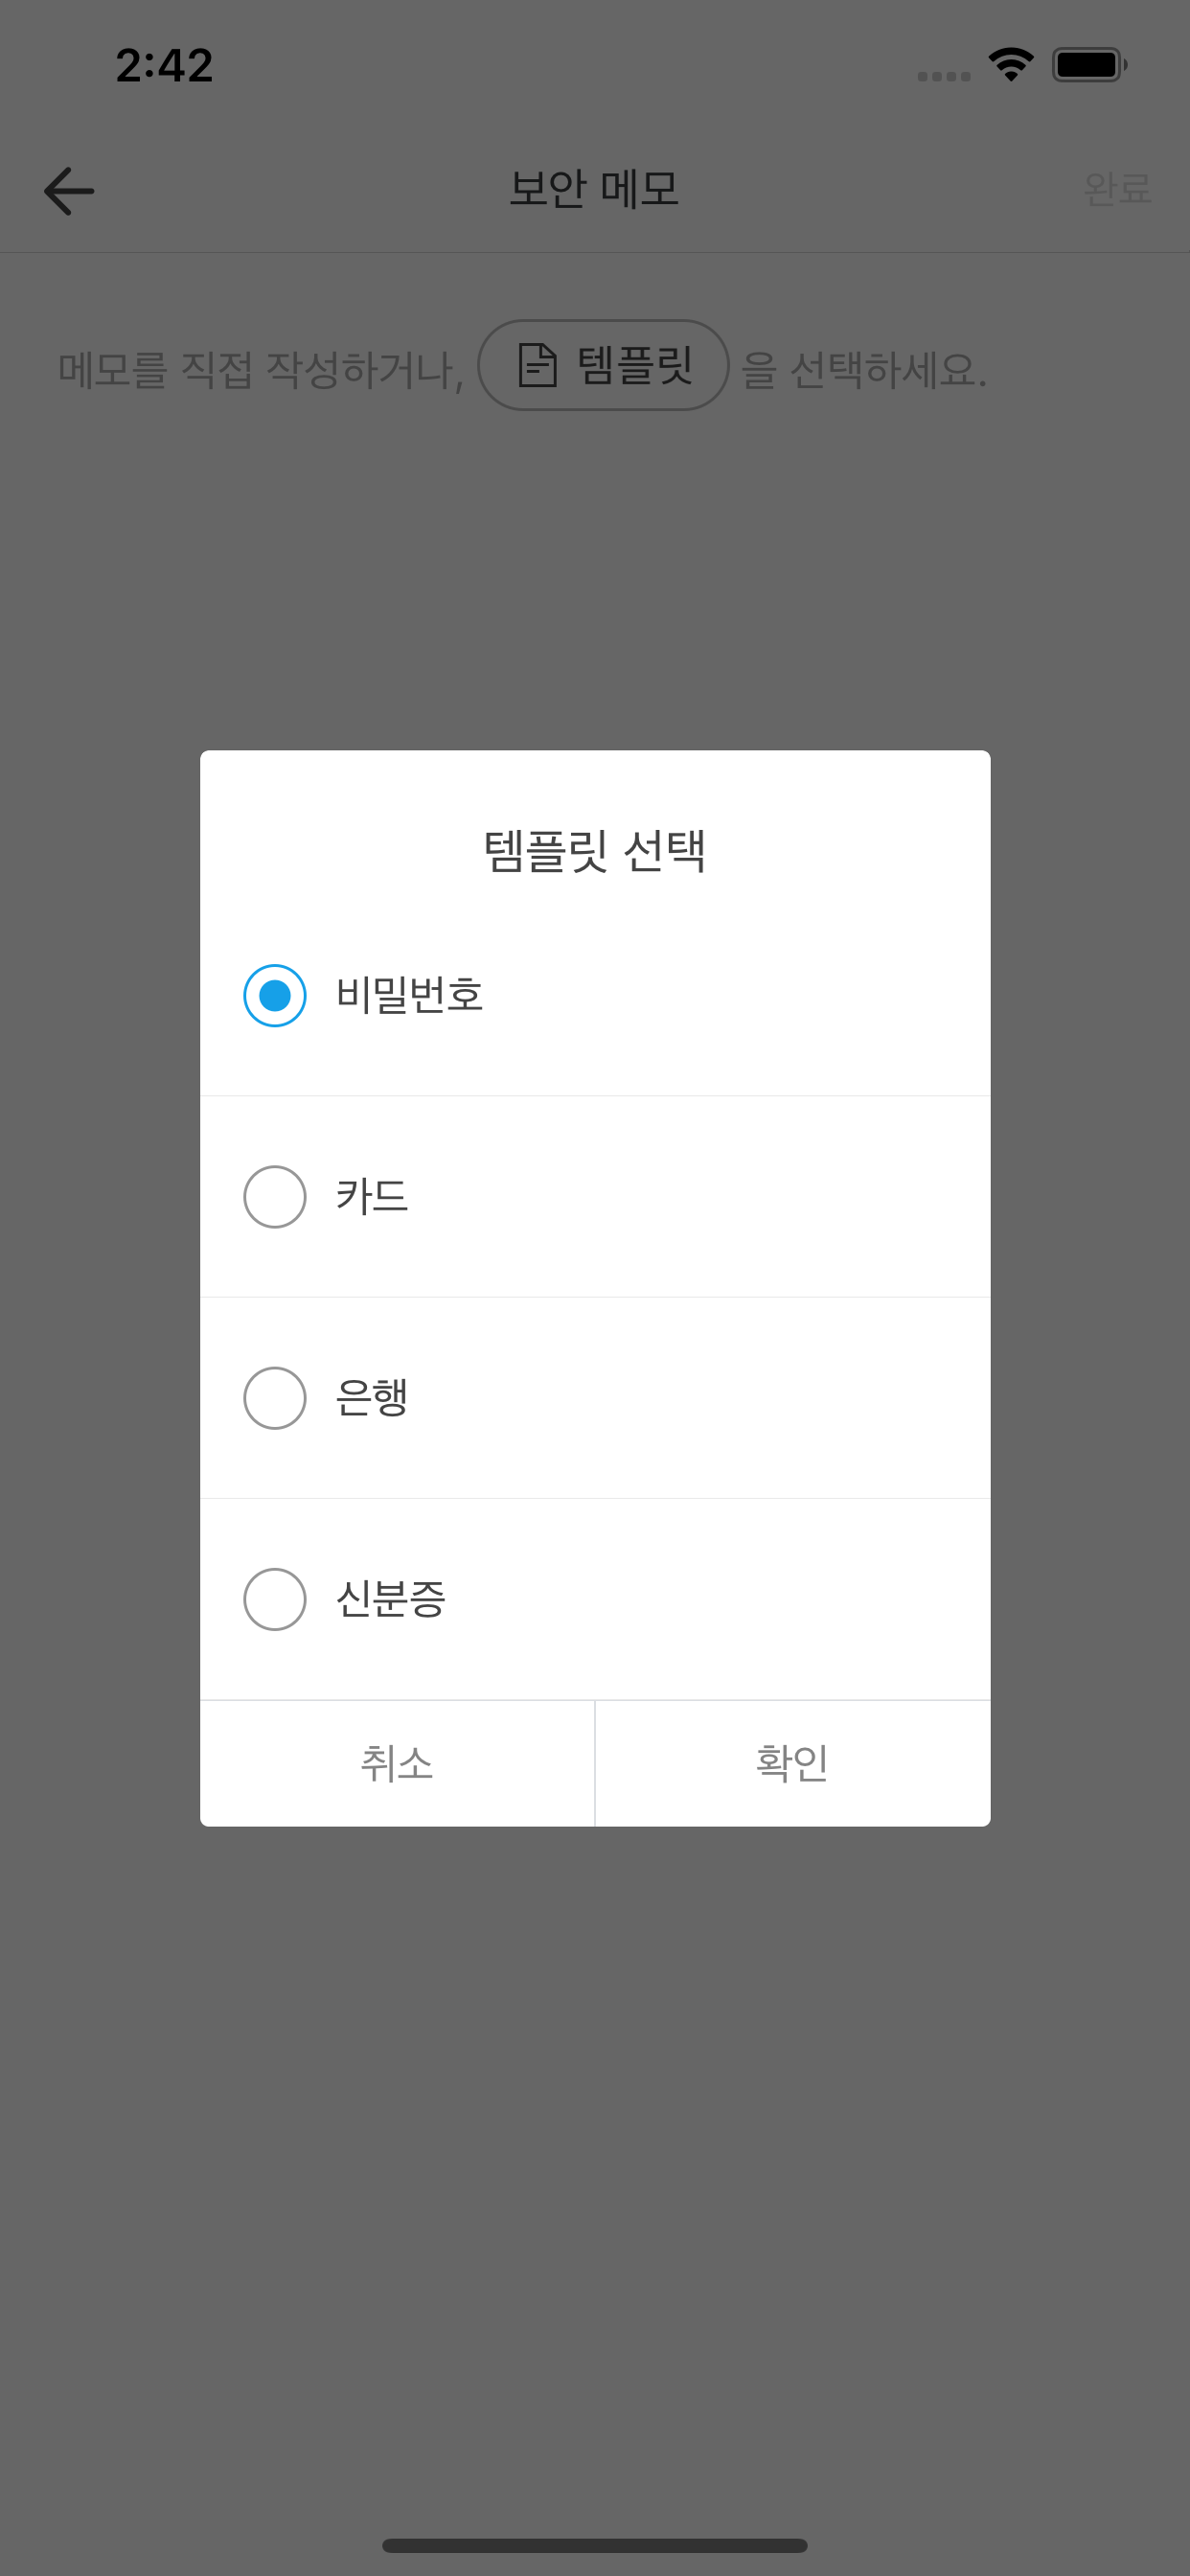 2:42
보안 메모
완료
메모를 직접 작성하거나, 템플릿 을 선택하세요.
템플릿 선택
비밀번호
카드
은행
신분증
취소
확인